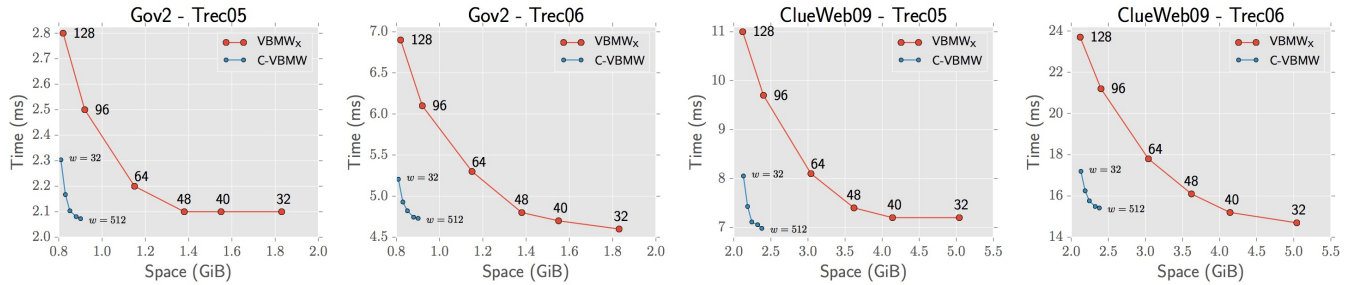 Gov2 - Trec05
2.8
2.7
2.6
2.5
2.4
2.3
2.2
2.1
2.0
Time (ms)
128
96
64
48
40
32
w = 32
w = 512
VBMWx
C-VBMW
0.8
1.0
1.2
1.4
1.6
1.8
2.0
Space (GiB)
Gov2 - Trec06
7.0
6.5
6.0
5.5
5.0
4.5
Time (ms)
128
96
64
48
40
32
w = 32
w = 512
VBMWx
C-VBMW
0.8
1.0
1.2
1.4
1.6
1.8
2.0
Space (GiB)
ClueWeb09 - Trec05
11
10
9
8
7
Time (ms)
128
96
64
48
40
32
w = 32
w = 512
VBMWx
C-VBMW
2.0
2.5
3.0
3.5
4.0
4.5
5.0
5.5
Space (GiB)
ClueWeb09 - Trec06
24
22
20
18
16
14
Time (ms)
128
96
64
48
40
32
w = 32
w = 512
VBMWx
C-VBMW
2.0
2.5
3.0
3.5
4.0
4.5
5.0
5.5
Space (GiB)